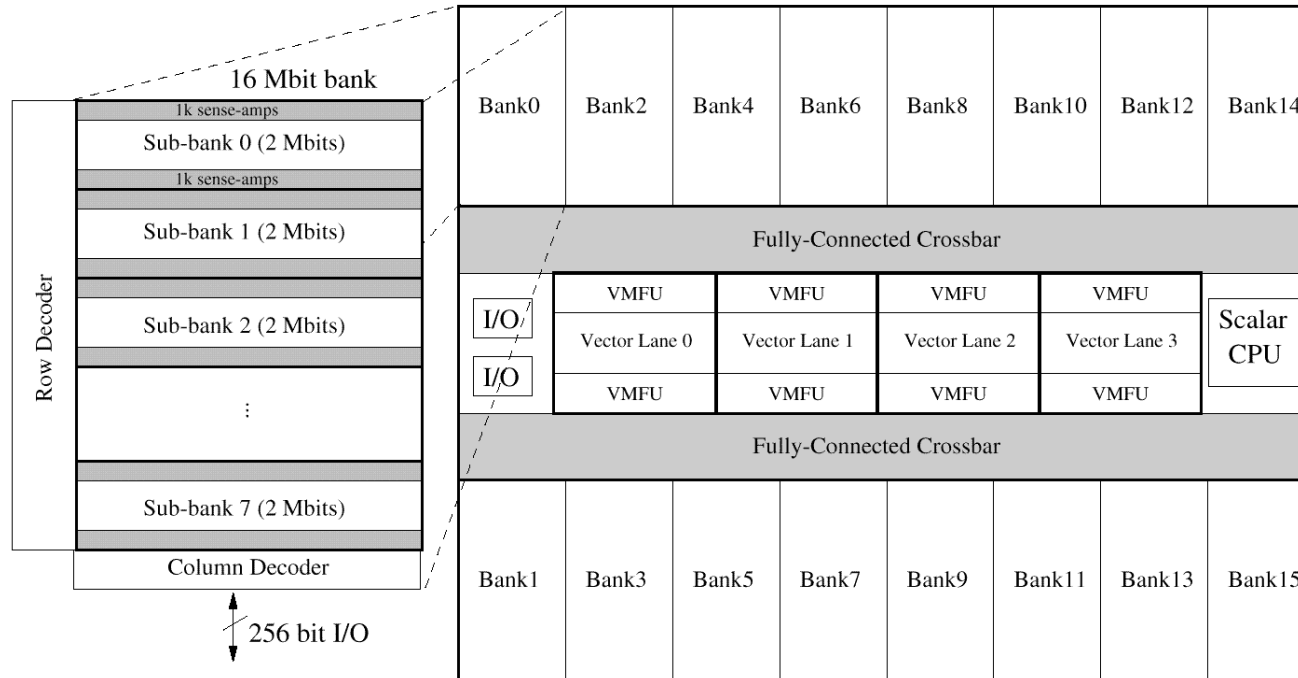 16 Mbit bank
1k sense-amps
Sub-bank 0 (2 Mbits)
1k sense-amps
Sub-bank 1 (2 Mbits)
Sub-bank 2 (2 Mbits)
...
Sub-bank 7 (2 Mbits)
Row Decoder
Column Decoder
256 bit I/O
Bank0 Bank2 Bank4 Bank6 Bank8 Bank10 Bank12 Bank14
Fully-Connected Crossbar
I/O
I/O
VMFU VMFU VMFU VMFU
Vector Lane 0 Vector Lane 1 Vector Lane 2 Vector Lane 3
VMFU VMFU VMFU VMFU
Scalar
CPU
Fully-Connected Crossbar
Bank1 Bank3 Bank5 Bank7 Bank9 Bank11 Bank13 Bank15